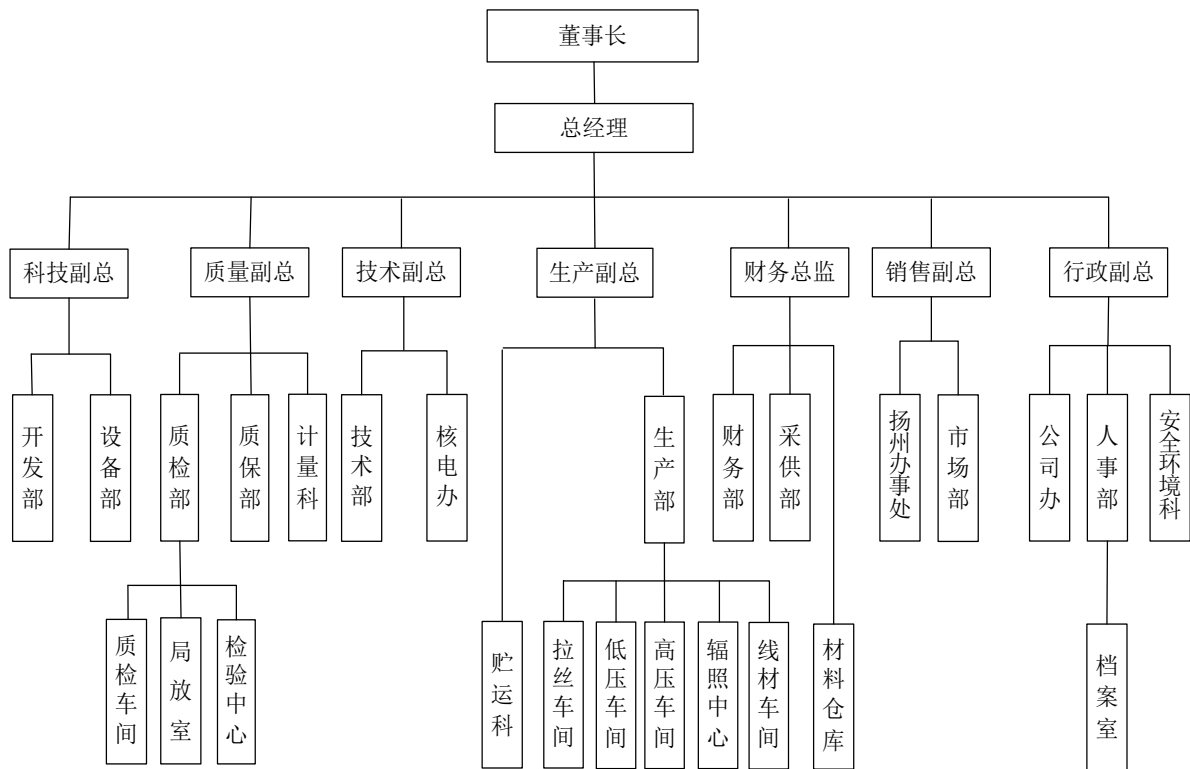 董事长
总经理
科技副总
质量副总
技术副总
生产副总
财务总监
销售副总
行政副总
开发部
设备部
质检部
质保部
计量科
技术部
核电办
生产部
财务部
采供部
扬州办事处
市场部
公司办
人事部
安全环境科
质检车间
局放室
检验中心
贮运科
拉丝车间
低压车间
高压车间
辐照中心
线材车间
材料仓库
档案室